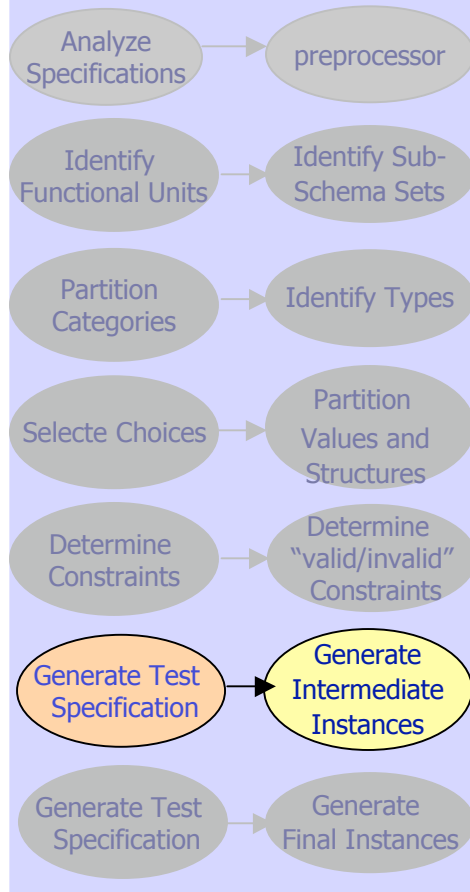 Analyze
Specifications
preprocessor
Identify
Functional Units
Identify Sub-
Schema Sets
Partition
Categories
Identify Types
Selecte Choices
Partition
Values and
Structures
Determine
Constraints
Determine
“valid/invalid”
Constraints
Generate Test
Specification
Generate
Intermediate
Instances
Generate Test
Specification
Generate
Final Instances